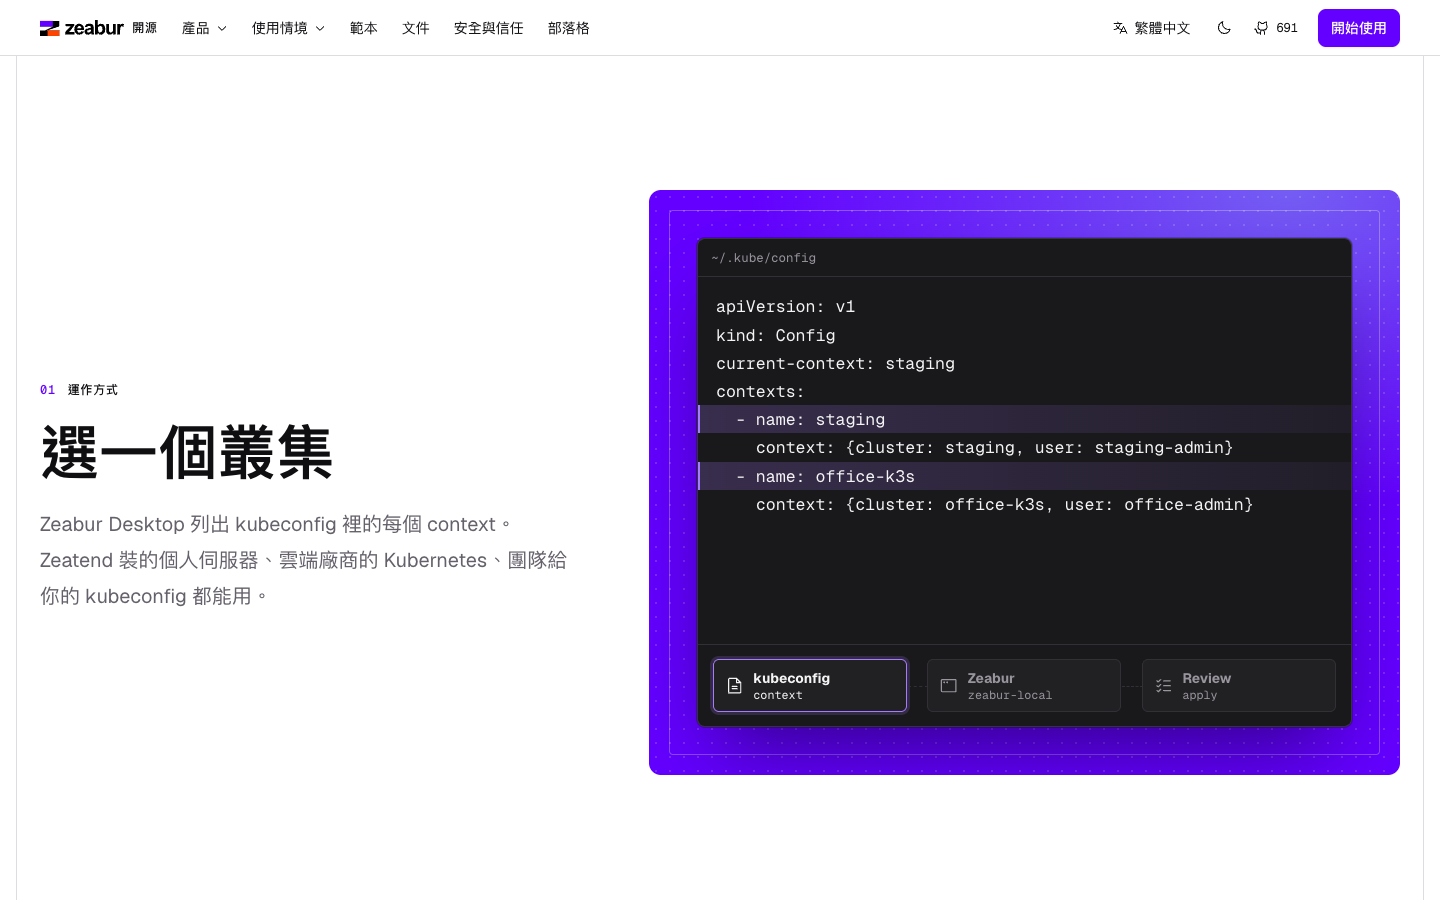 zeabur 開源 產品 使用情境 範本 文件 安全與信任 部落格 繁體中文 691 開始使用
01 運作方式
選一個叢集
Zeabur Desktop 列出 kubeconfig 裡的每個 context。
Zeatend 裝的個人伺服器、雲端廠商的 Kubernetes、團隊給
你的 kubeconfig 都能用。
~/.kube/config
apiVersion: v1
kind: Config
current-context: staging
contexts:
  - name: staging
    context: {cluster: staging, user: staging-admin}
  - name: office-k3s
    context: {cluster: office-k3s, user: office-admin}
kubeconfig
context
Zeabur
zeabur-local
Review
apply